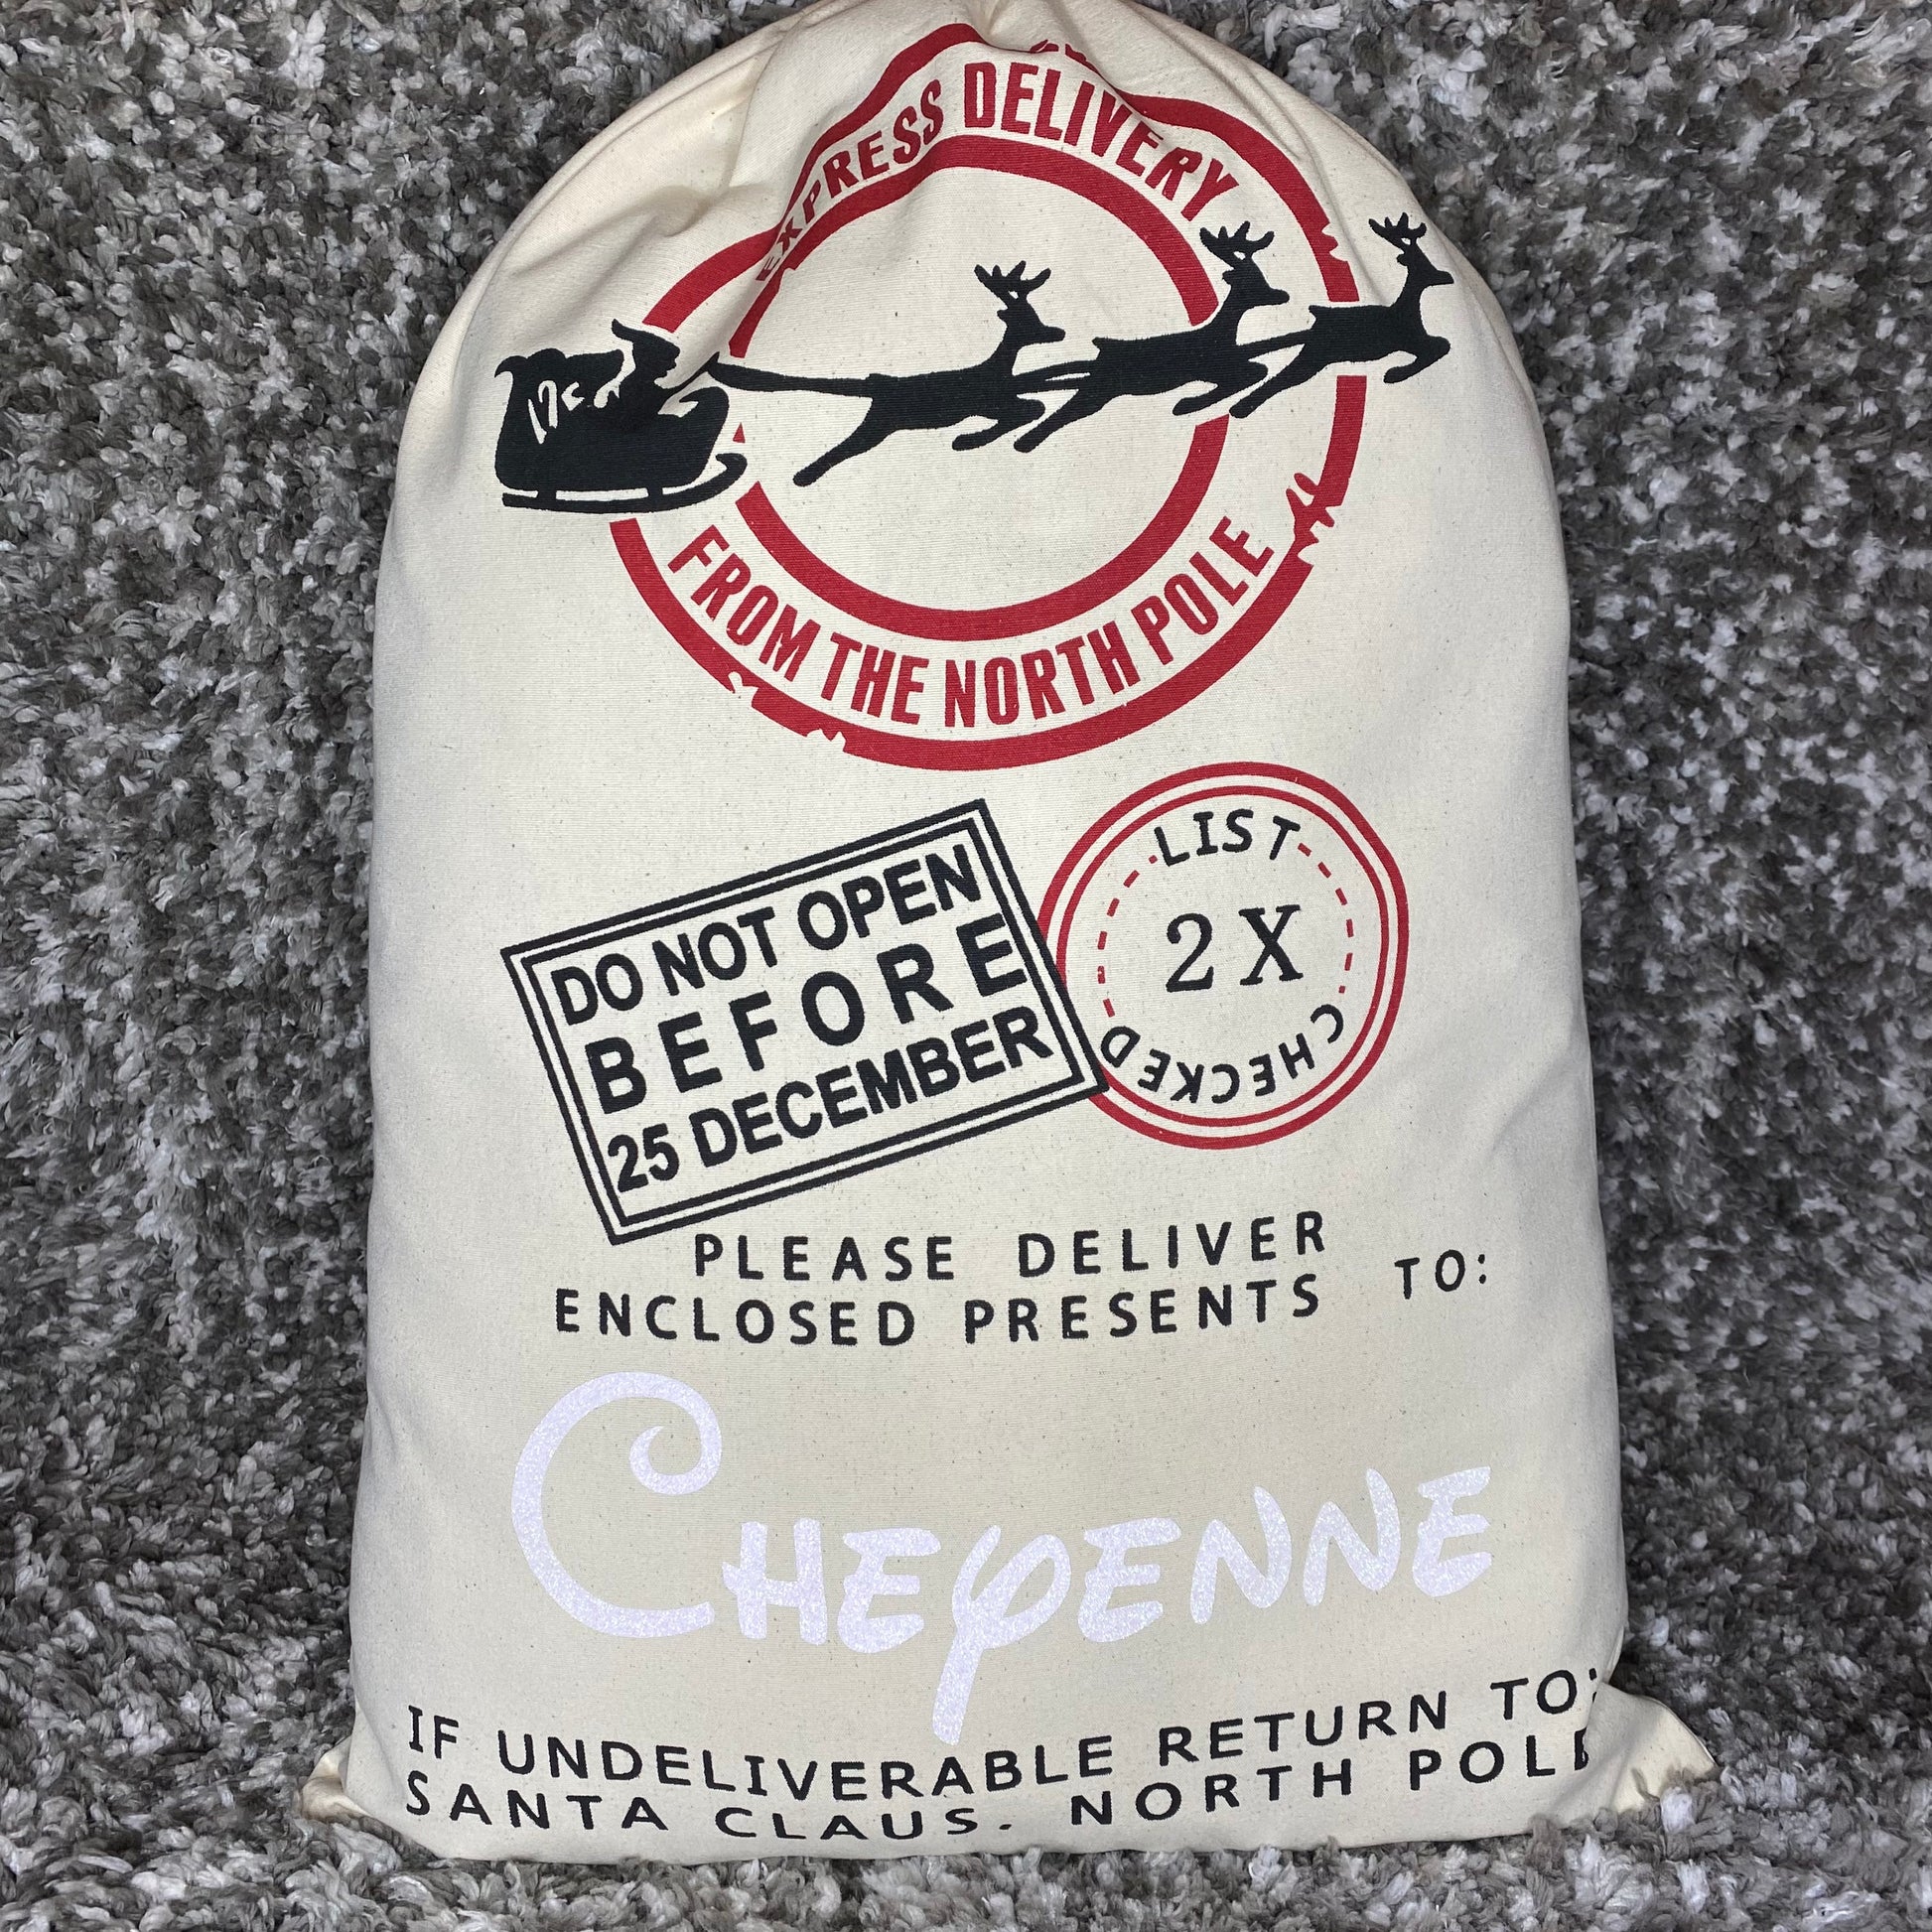 EXPRESS DELIVERY
FROM THE NORTH POLE
DO NOT OPEN
BEFORE
25 DECEMBER
LIST
2X
CHECKED
PLEASE DELIVER
ENCLOSED PRESENTS TO:
CHEYENNE
IF UNDELIVERABLE RETURN TO:
SANTA CLAUS. NORTH POLE